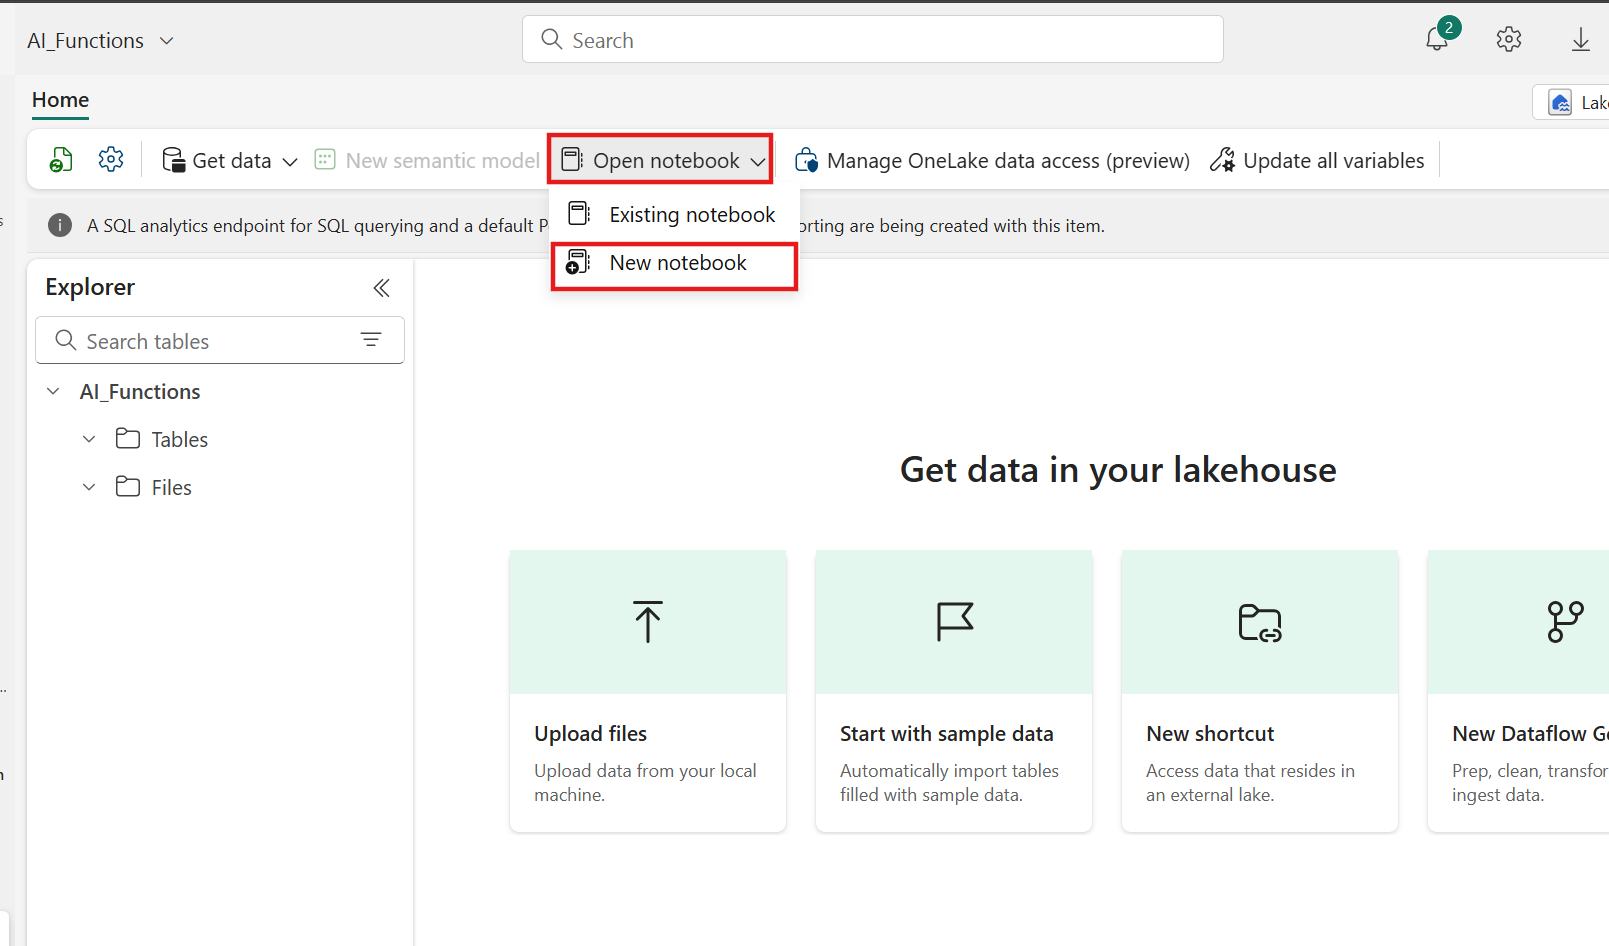 AI_Functions
Search
2
Home
Get data
New semantic model
Open notebook
Manage OneLake data access (preview)
Update all variables
Existing notebook
New notebook
A SQL analytics endpoint for SQL querying and a default P
orting are being created with this item.
Explorer
Search tables
AI_Functions
Tables
Files
Get data in your lakehouse
Upload files
Upload data from your local
machine.
Start with sample data
Automatically import tables
filled with sample data.
New shortcut
Access data that resides in
an external lake.
New Dataflow G
Prep, clean, transfor
ingest data.